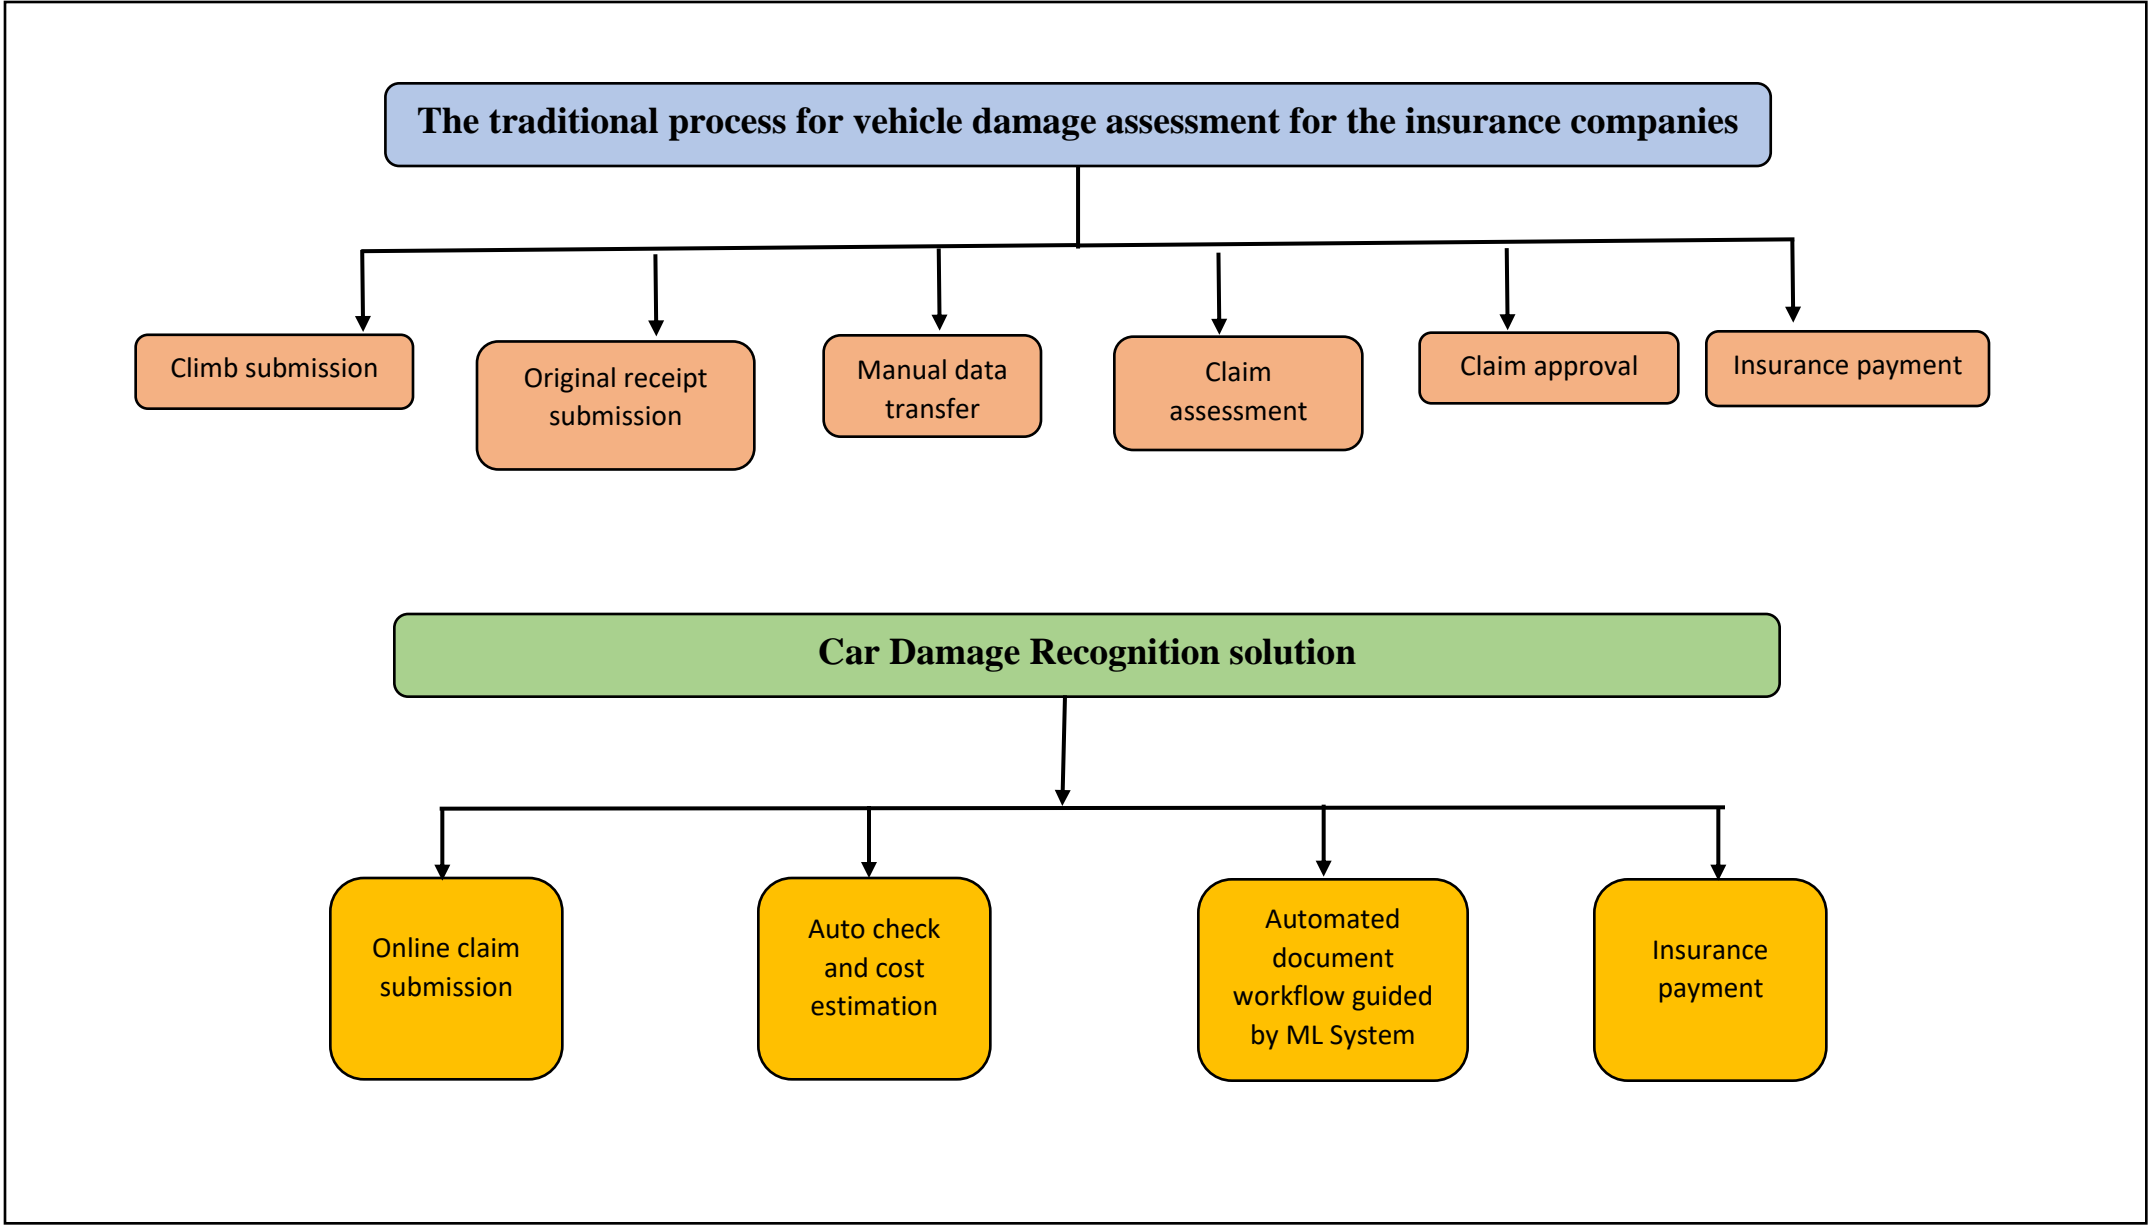 The traditional process for vehicle damage assessment for the insurance companies
Climb submission
Original receipt
submission
Manual data
transfer
Claim
assessment
Claim approval
Insurance payment
Car Damage Recognition solution
Online claim
submission
Auto check
and cost
estimation
Automated
document
workflow guided
by ML System
Insurance
payment